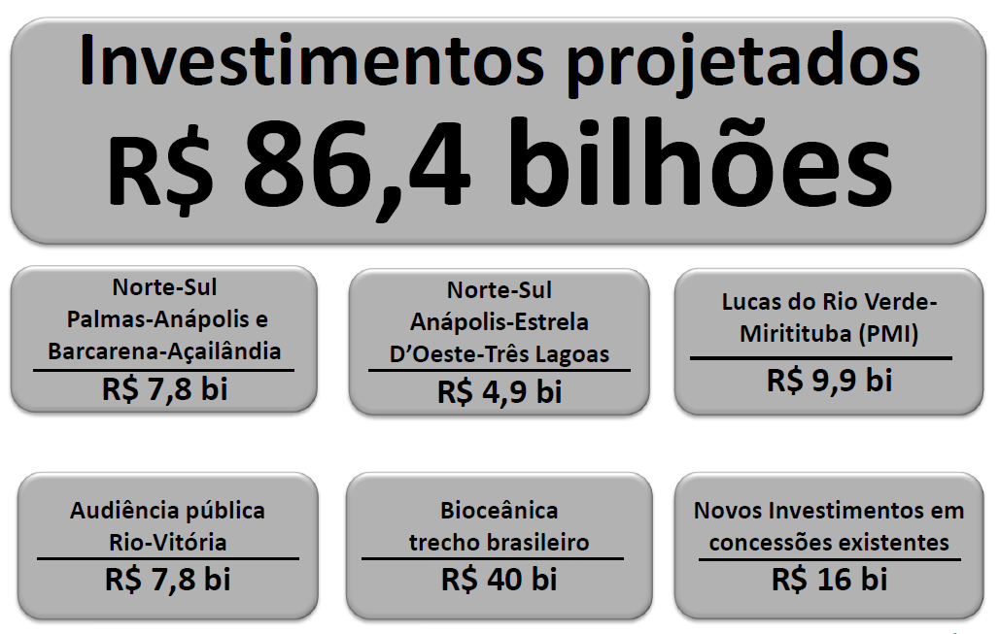 Investimentos projetados
R$ 86,4 bilhões
Norte-Sul
Palmas-Anápolis e
Barcarena-Açailândia
R$ 7,8 bi
Norte-Sul
Anápolis-Estrela
D’Oeste-Três Lagoas
R$ 4,9 bi
Lucas do Rio Verde-
Miritituba (PMI)
R$ 9,9 bi
Audiência pública
Rio-Vitória
R$ 7,8 bi
Bioceânica
trecho brasileiro
R$ 40 bi
Novos Investimentos em
concessões existentes
R$ 16 bi